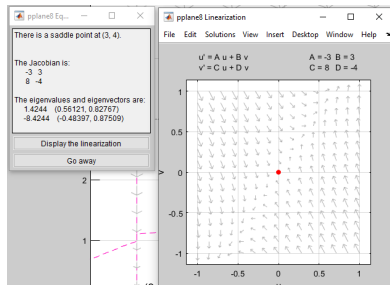 pplane8 Eq...
There is a saddle point at (3, 4).
The Jacobian is:
-3 3
8 -4
The eigenvalues and eigenvectors are:
1.4244 (0.56121, 0.82767)
-8.4244 (-0.48397, 0.87509)
Display the linearization
Go away
2
1
pplane8 Linearization
File Edit Solutions View Insert Desktop Window Help
u' = A u + B v
v' = C u + D v
A = -3 B = 3
C = 8 D = -4
1
0.5
0
-0.5
-1
v
-1 -0.5 0 0.5 1